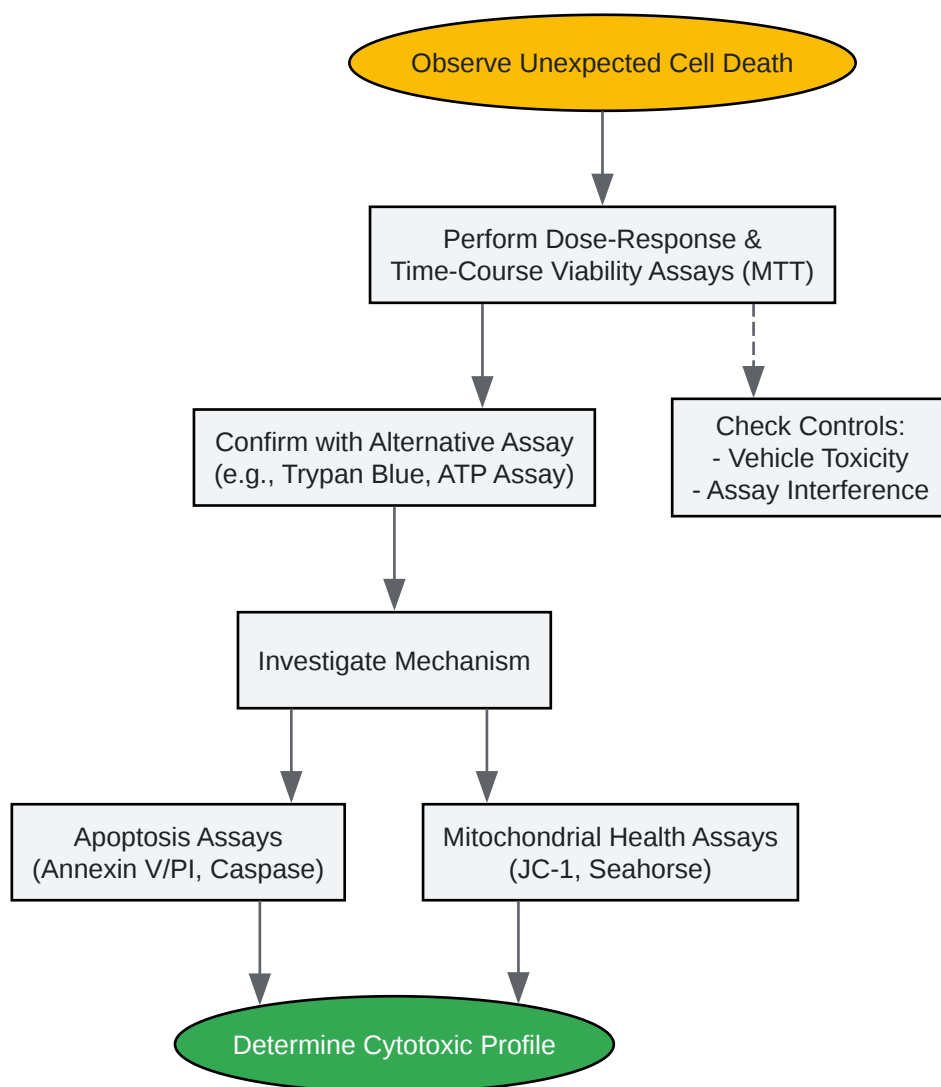 Observe Unexpected Cell Death
Perform Dose-Response &
Time-Course Viability Assays (MTT)
Confirm with Alternative Assay
(e.g., Trypan Blue, ATP Assay)
Check Controls:
- Vehicle Toxicity
- Assay Interference
Investigate Mechanism
Apoptosis Assays
(Annexin V/PI, Caspase)
Mitochondrial Health Assays
(JC-1, Seahorse)
Determine Cytotoxic Profile